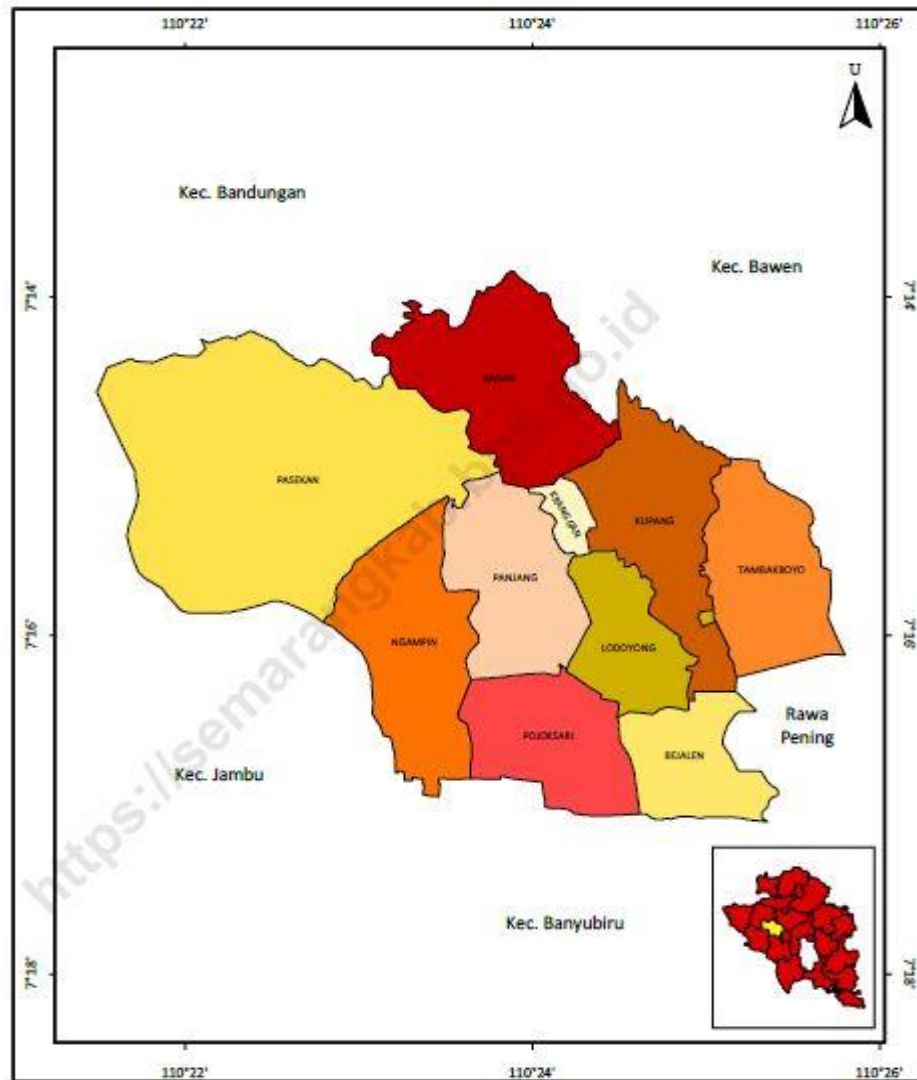 110°22'
110°24'
110°26'
U
Kec. Bandungan
Kec. Bawen
7°14'
7°14'
PASEKAN
KUPANG
TAMBAKBOYO
PANJANG
NGAMPIN
LODOYONG
7°16'
7°16'
POJOKSARI
BEJALEN
Rawa
Pening
Kec. Jambu
Kec. Banyubiru
7°18'
7°18'
110°22'
110°24'
110°26'